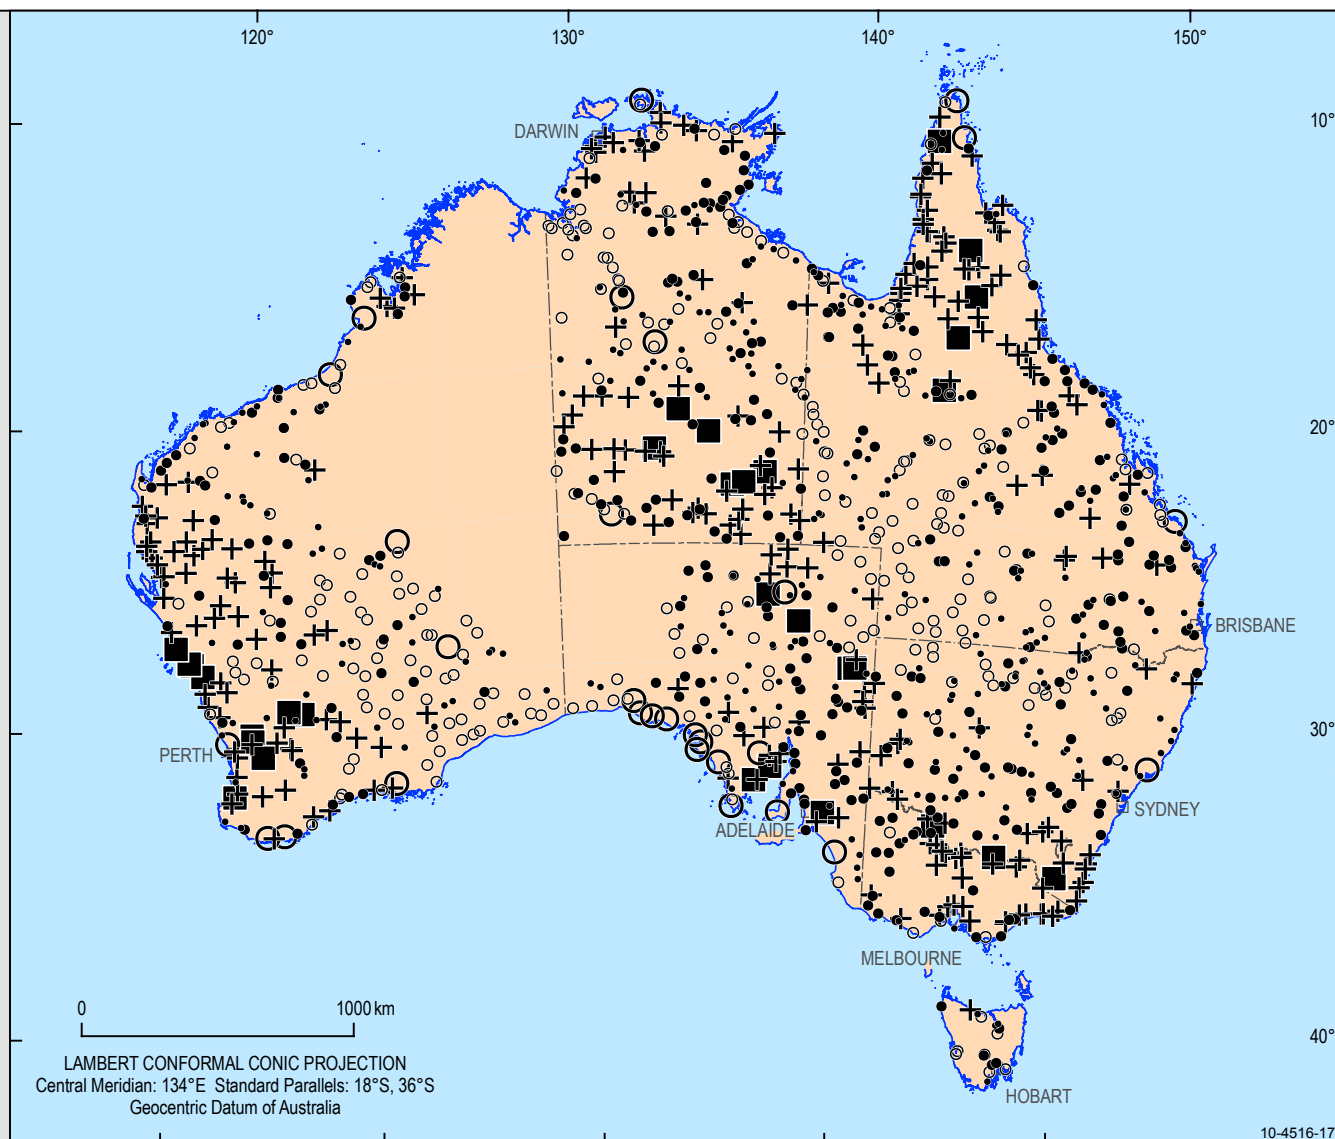 120° 130° 140° 150°
10°
DARWIN
20°
BRISBANE
30°
PERTH
SYDNEY
ADELAIDE
MELBOURNE
0 1000 km
40°
LAMBERT CONFORMAL CONIC PROJECTION
Central Meridian: 134°E Standard Parallels: 18°S, 36°S
HOBART
Geocentric Datum of Australia
10-4516-17